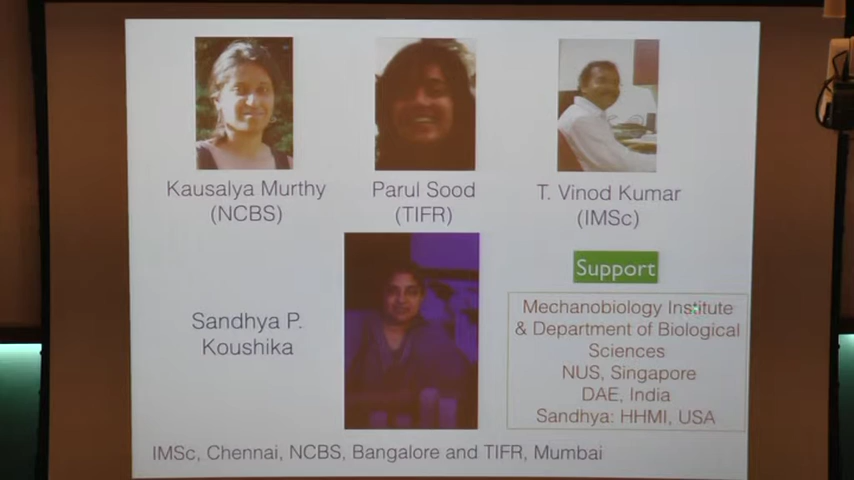 Kausalya Murthy
(NCBS)
Parul Sood
(TIFR)
T. Vinod Kumar
(IMSc)
Sandhya P.
Koushika
Support
Mechanobiology Institute
& Department of Biological
Sciences
NUS, Singapore
DAE, India
Sandhya: HHMI, USA
IMSc, Chennai, NCBS, Bangalore and TIFR, Mumbai